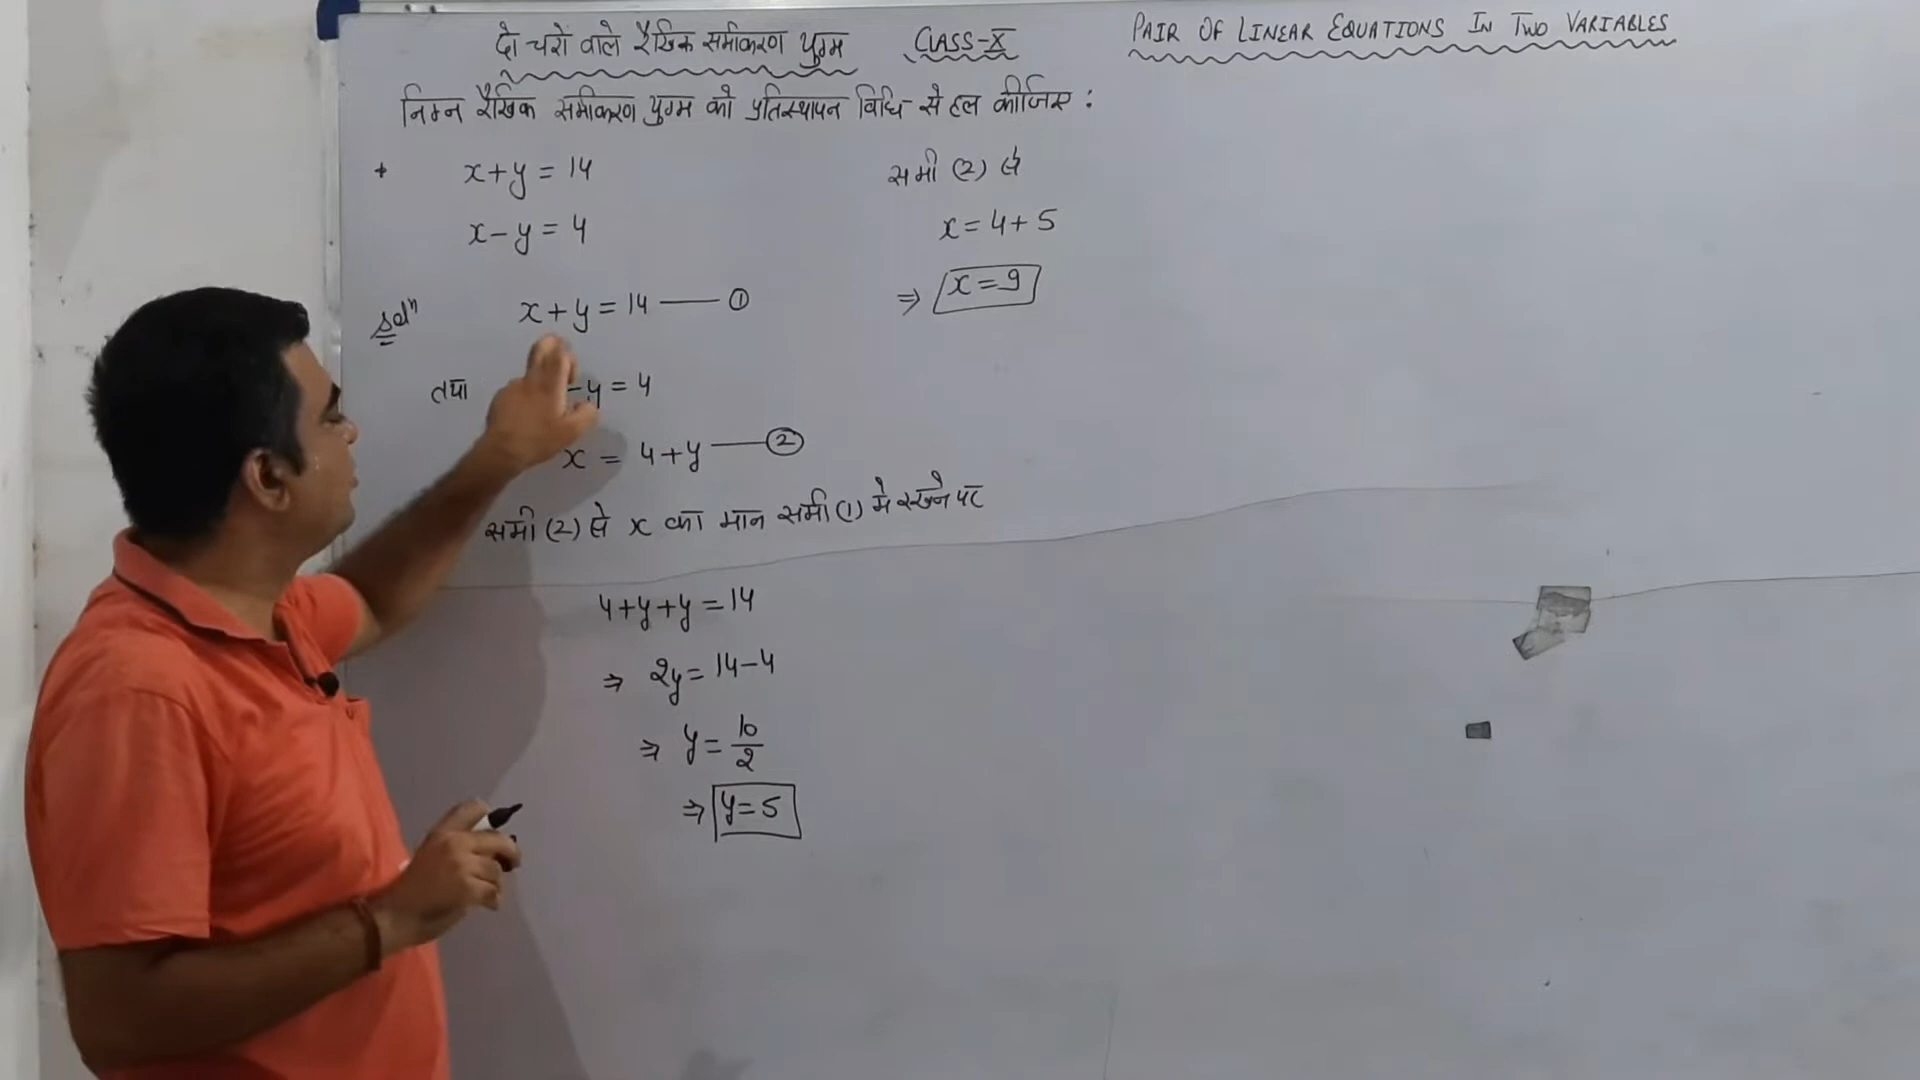 दो चरो वाले रैखिक समीकरण युग्म CLASS-X PAIR OF LINEAR EQUATIONS IN TWO VARIABLES
निम्न रैखिक समीकरण युग्म को प्रतिस्थापन विधि से हल कीजिए :
x+y = 14
x-y = 4
Solⁿ x+y = 14 —— ①
तथा -y = 4
x = 4+y —— ②
समी (2) से x का मान समी (1) मे रखने पर
4+y+y = 14
⇒ 2y = 14-4
⇒ y = 10/2
⇒ y = 5
समी (2) से
x = 4+5
⇒ x = 9